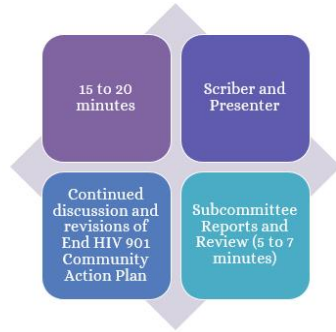 15 to 20
minutes
Scriber and
Presenter
Continued
discussion and
revisions of
End HIV 901
Community
Action Plan
Subcommittee
Reports and
Review (5 to 7
minutes)